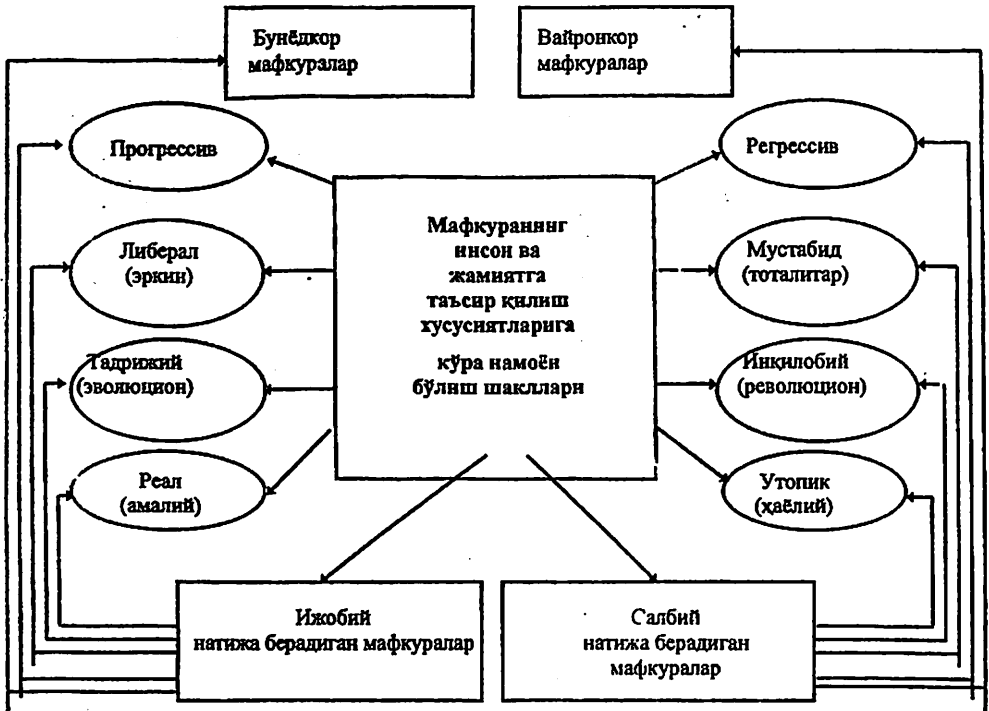 Бунёдкор
мафкуралар
Вайронкор
мафкуралар
Прогрессив
Регрессив
Мафкуранинг
инсон ва
жамиятга
таъсир қилиш
хусусиятларига
кўра намоён
бўлиш шакллари
Либерал
(эркин)
Мустабид
(тоталитар)
Тадрижий
(эволюцион)
Инқилобий
(революцион)
Реал
(амалий)
Утопик
(ҳаёлий)
Ижобий
натижа берадиган мафкуралар
Салбий
натижа берадиган
мафкуралар